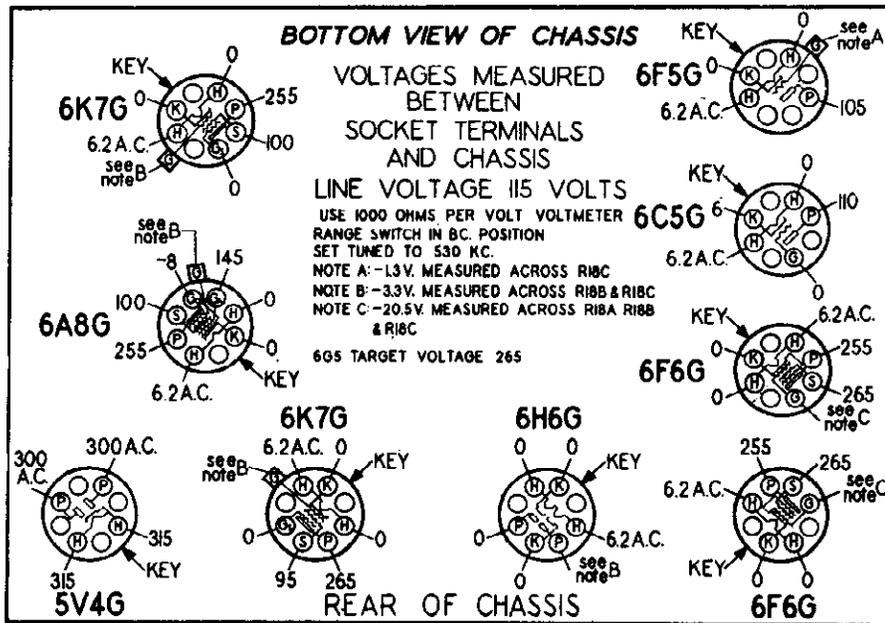 BOTTOM VIEW OF CHASSIS
VOLTAGES MEASURED
BETWEEN
SOCKET TERMINALS
AND CHASSIS
LINE VOLTAGE 115 VOLTS
USE 1000 OHMS PER VOLT VOLTMETER
RANGE SWITCH IN BC. POSITION
SET TUNED TO 530 KC.
NOTE A: -1.3V. MEASURED ACROSS R18C
NOTE B: -3.3V. MEASURED ACROSS R18B & R18C
NOTE C: -20.5V. MEASURED ACROSS R18A R18B
& R18C
6G5 TARGET VOLTAGE 265
6K7G
KEY
0
0
H
K
P
255
H
S
100
6.2 A.C.
see
note B
G
G
0
6F5G
KEY
0
see
note A
G
0
H
K
H
P
6.2 A.C.
105
6C5G
KEY
0
6
H
K
P
110
H
G
6.2 A.C.
0
6A8G
see
note B
G
-8
145
G
G
100
S
H
0
255
P
K
0
H
KEY
6.2 A.C.
6F6G
KEY
6.2 A.C.
0
H
K
P
255
H
S
265
0
G
see
note C
5V4G
300
A.C.
300 A.C.
P
P
H
315
H
KEY
315
6K7G
6.2 A.C.
0
see
note B
G
H
K
KEY
0
G
H
0
S
P
95
265
6H6G
0
0
H
K
KEY
0
P
H
6.2 A.C.
K
P
0
see
note B
6F6G
255
265
P
S
6.2 A.C.
H
G
see
note C
K
H
KEY
0
0
REAR OF CHASSIS